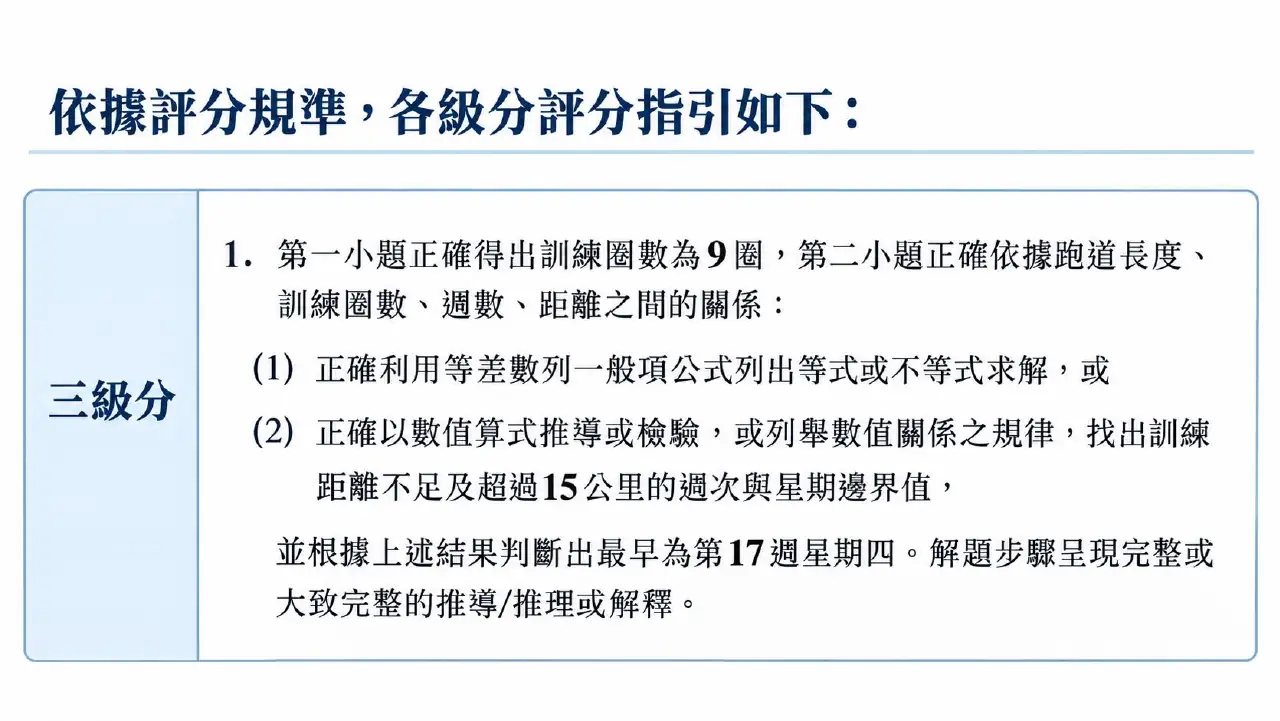 依據評分規準，各級分評分指引如下：
三級分
1. 第一小題正確得出訓練圈數為9圈，第二小題正確依據跑道長度、
訓練圈數、週數、距離之間的關係：
(1) 正確利用等差數列一般項公式列出等式或不等式求解，或
(2) 正確以數值算式推導或檢驗，或列舉數值關係之規律，找出訓練
距離不足及超過15公里的週次與星期邊界值，
並根據上述結果判斷出最早為第17週星期四。解題步驟呈現完整或
大致完整的推導/推理或解釋。